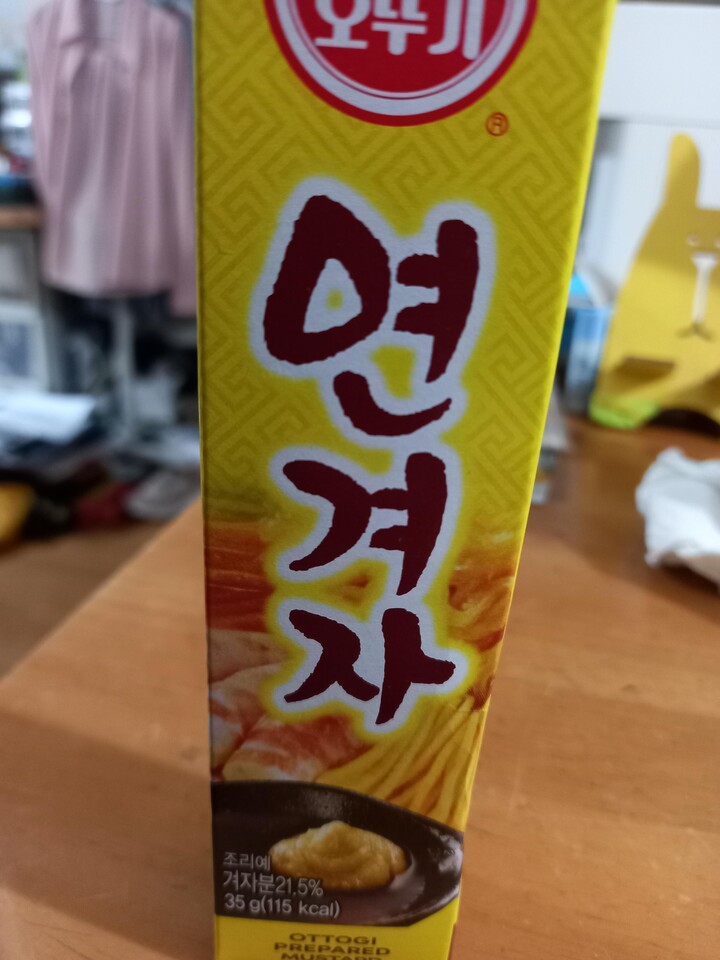 오뚜기
®
연겨자
조리예
겨자분21.5%
35 g(115 kcal)
OTTOGI
PREPARED
MUSTARD